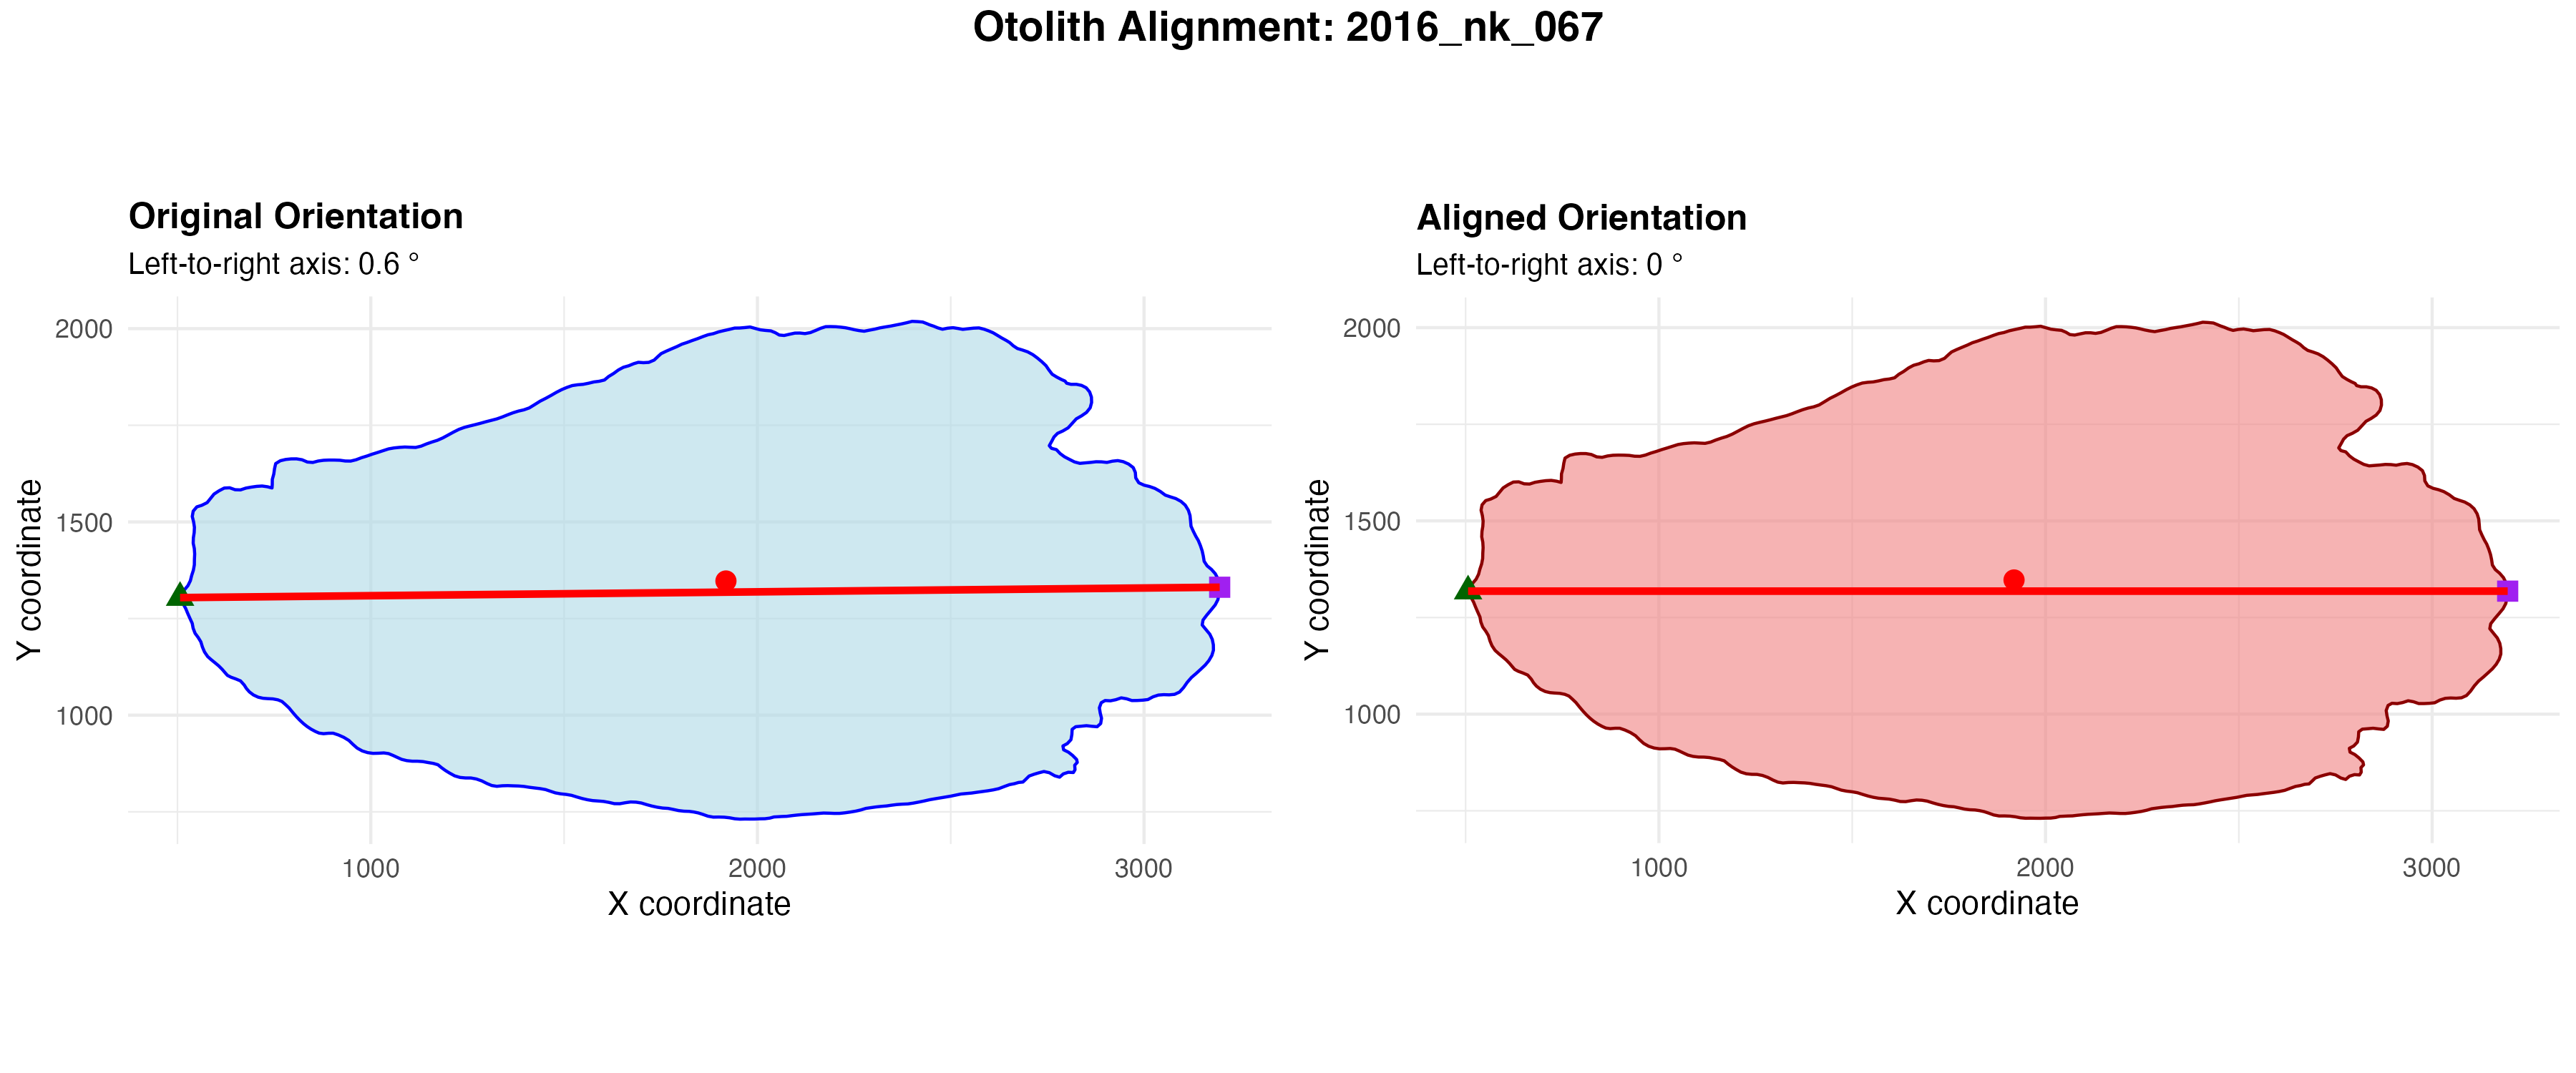 Otolith Alignment: 2016_nk_067
Original Orientation
Left-to-right axis: 0.6 °
2000
1500
1000
Y coordinate
1000
2000
3000
X coordinate
Aligned Orientation
Left-to-right axis: 0 °
2000
1500
1000
Y coordinate
1000
2000
3000
X coordinate